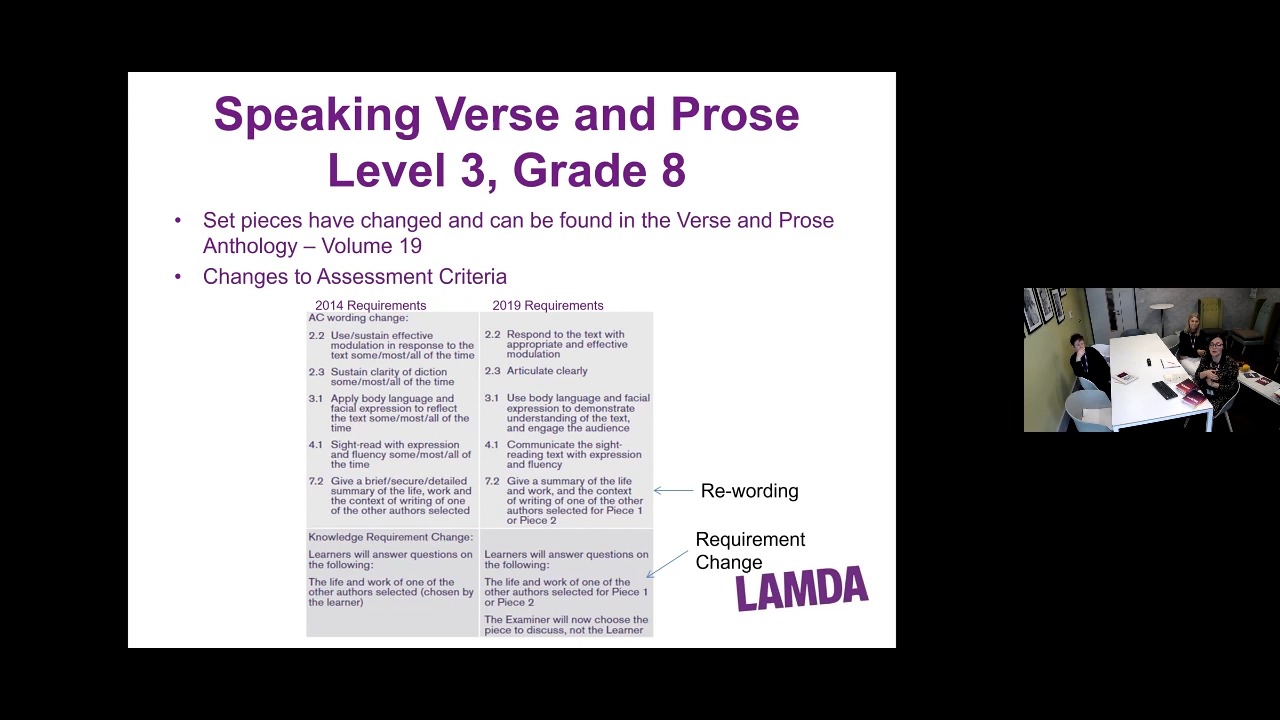 Speaking Verse and Prose
Level 3, Grade 8
• Set pieces have changed and can be found in the Verse and Prose
Anthology – Volume 19
• Changes to Assessment Criteria
2014 Requirements
AC wording change:
2.2 Use/sustain effective
modulation in response to the
text some/most/all of the time
2.3 Sustain clarity of diction
some/most/all of the time
3.1 Apply body language and
facial expression to reflect
the text some/most/all of the
time
4.1 Sight-read with expression
and fluency some/most/all of
the time
7.2 Give a brief/secure/detailed
summary of the life, work and
the context of writing of one
of the other authors selected
Knowledge Requirement Change:
Learners will answer questions on
the following:
The life and work of one of the
other authors selected (chosen by
the learner)
2019 Requirements
2.2 Respond to the text with
appropriate and effective
modulation
2.3 Articulate clearly
3.1 Use body language and facial
expression to demonstrate
understanding of the text,
and engage the audience
4.1 Communicate the sight-
reading text with expression
and fluency
7.2 Give a summary of the life
and work, and the context
of writing of one of the other
authors selected for Piece 1
or Piece 2
Learners will answer questions on
the following:
The life and work of one of the
other authors selected for Piece 1
or Piece 2
The Examiner will now choose the
piece to discuss, not the Learner
Re-wording
Requirement
Change
LAMDA